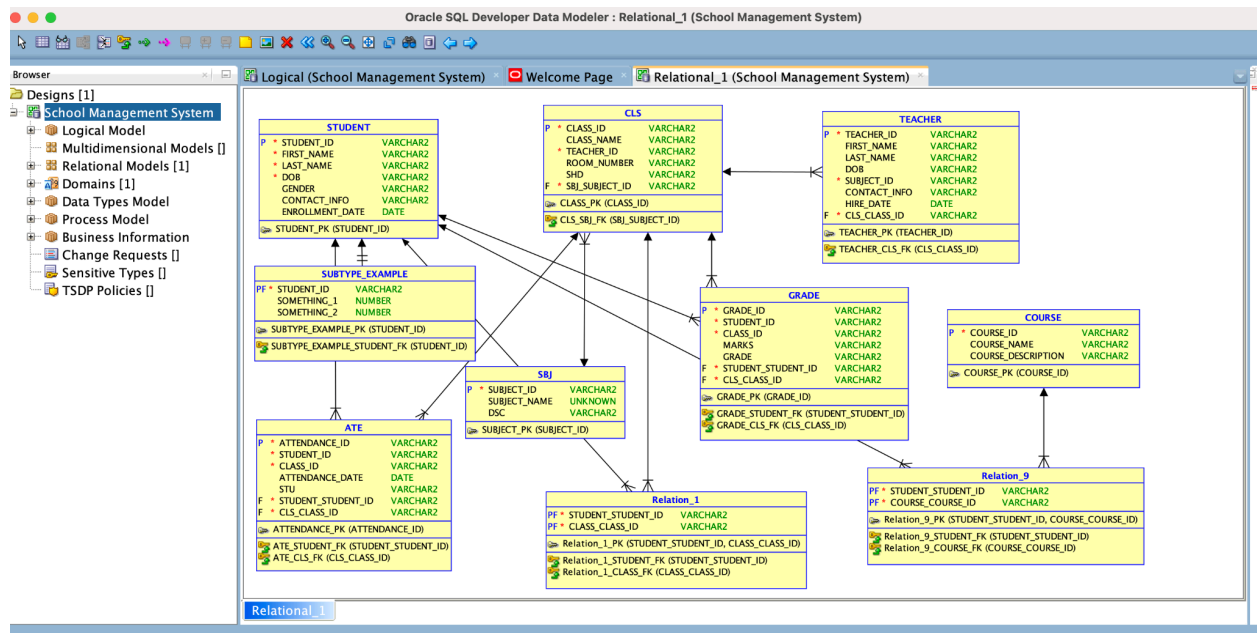 Oracle SQL Developer Data Modeler : Relational_1 (School Management System)
Browser
Designs [1]
School Management System
Logical Model
Multidimensional Models []
Relational Models [1]
Domains [1]
Data Types Model
Process Model
Business Information
Change Requests []
Sensitive Types []
TSDP Policies []
Logical (School Management System)
Welcome Page
Relational_1 (School Management System)
STUDENT
P * STUDENT_ID VARCHAR2
* FIRST_NAME VARCHAR2
* LAST_NAME VARCHAR2
* DOB VARCHAR2
GENDER VARCHAR2
CONTACT_INFO VARCHAR2
ENROLLMENT_DATE DATE
STUDENT_PK (STUDENT_ID)
CLS
P * CLASS_ID VARCHAR2
CLASS_NAME VARCHAR2
* TEACHER_ID VARCHAR2
ROOM_NUMBER VARCHAR2
SHD VARCHAR2
F * SBJ_SUBJECT_ID VARCHAR2
CLASS_PK (CLASS_ID)
CLS_SBJ_FK (SBJ_SUBJECT_ID)
TEACHER
P * TEACHER_ID VARCHAR2
FIRST_NAME VARCHAR2
LAST_NAME VARCHAR2
DOB VARCHAR2
* SUBJECT_ID VARCHAR2
CONTACT_INFO VARCHAR2
HIRE_DATE DATE
F * CLS_CLASS_ID VARCHAR2
TEACHER_PK (TEACHER_ID)
TEACHER_CLS_FK (CLS_CLASS_ID)
SUBTYPE_EXAMPLE
PF * STUDENT_ID VARCHAR2
SOMETHING_1 NUMBER
SOMETHING_2 NUMBER
SUBTYPE_EXAMPLE_PK (STUDENT_ID)
SUBTYPE_EXAMPLE_STUDENT_FK (STUDENT_ID)
GRADE
P * GRADE_ID VARCHAR2
* STUDENT_ID VARCHAR2
* CLASS_ID VARCHAR2
MARKS VARCHAR2
GRADE VARCHAR2
F * STUDENT_STUDENT_ID VARCHAR2
F * CLS_CLASS_ID VARCHAR2
GRADE_PK (GRADE_ID)
GRADE_STUDENT_FK (STUDENT_STUDENT_ID)
GRADE_CLS_FK (CLS_CLASS_ID)
COURSE
P * COURSE_ID VARCHAR2
COURSE_NAME VARCHAR2
COURSE_DESCRIPTION VARCHAR2
COURSE_PK (COURSE_ID)
SBJ
P * SUBJECT_ID VARCHAR2
SUBJECT_NAME UNKNOWN
DSC VARCHAR2
SUBJECT_PK (SUBJECT_ID)
ATE
P * ATTENDANCE_ID VARCHAR2
* STUDENT_ID VARCHAR2
* CLASS_ID VARCHAR2
ATTENDANCE_DATE DATE
STU VARCHAR2
F * STUDENT_STUDENT_ID VARCHAR2
F * CLS_CLASS_ID VARCHAR2
ATTENDANCE_PK (ATTENDANCE_ID)
ATE_STUDENT_FK (STUDENT_STUDENT_ID)
ATE_CLS_FK (CLS_CLASS_ID)
Relation_1
PF * STUDENT_STUDENT_ID VARCHAR2
PF * CLASS_CLASS_ID VARCHAR2
Relation_1_PK (STUDENT_STUDENT_ID, CLASS_CLASS_ID)
Relation_1_STUDENT_FK (STUDENT_STUDENT_ID)
Relation_1_CLASS_FK (CLASS_CLASS_ID)
Relation_9
PF * STUDENT_STUDENT_ID VARCHAR2
PF * COURSE_COURSE_ID VARCHAR2
Relation_9_PK (STUDENT_STUDENT_ID, COURSE_COURSE_ID)
Relation_9_STUDENT_FK (STUDENT_STUDENT_ID)
Relation_9_COURSE_FK (COURSE_COURSE_ID)
Relational_1